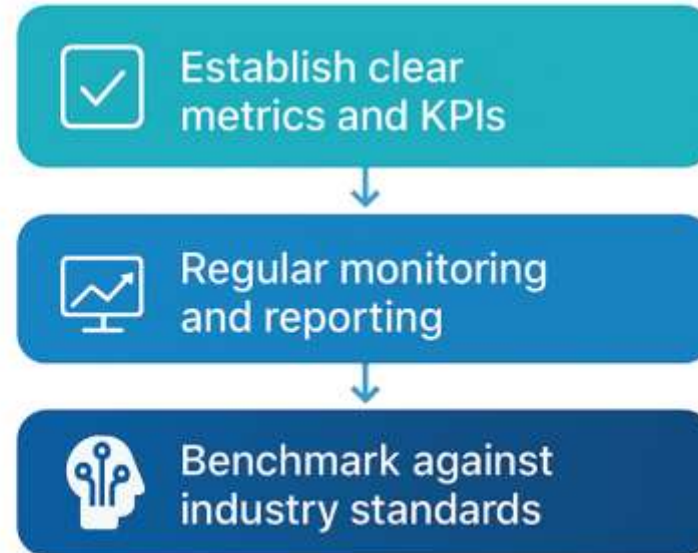 Establish clear
metrics and KPIs
Regular monitoring
and reporting
Benchmark against
industry standards